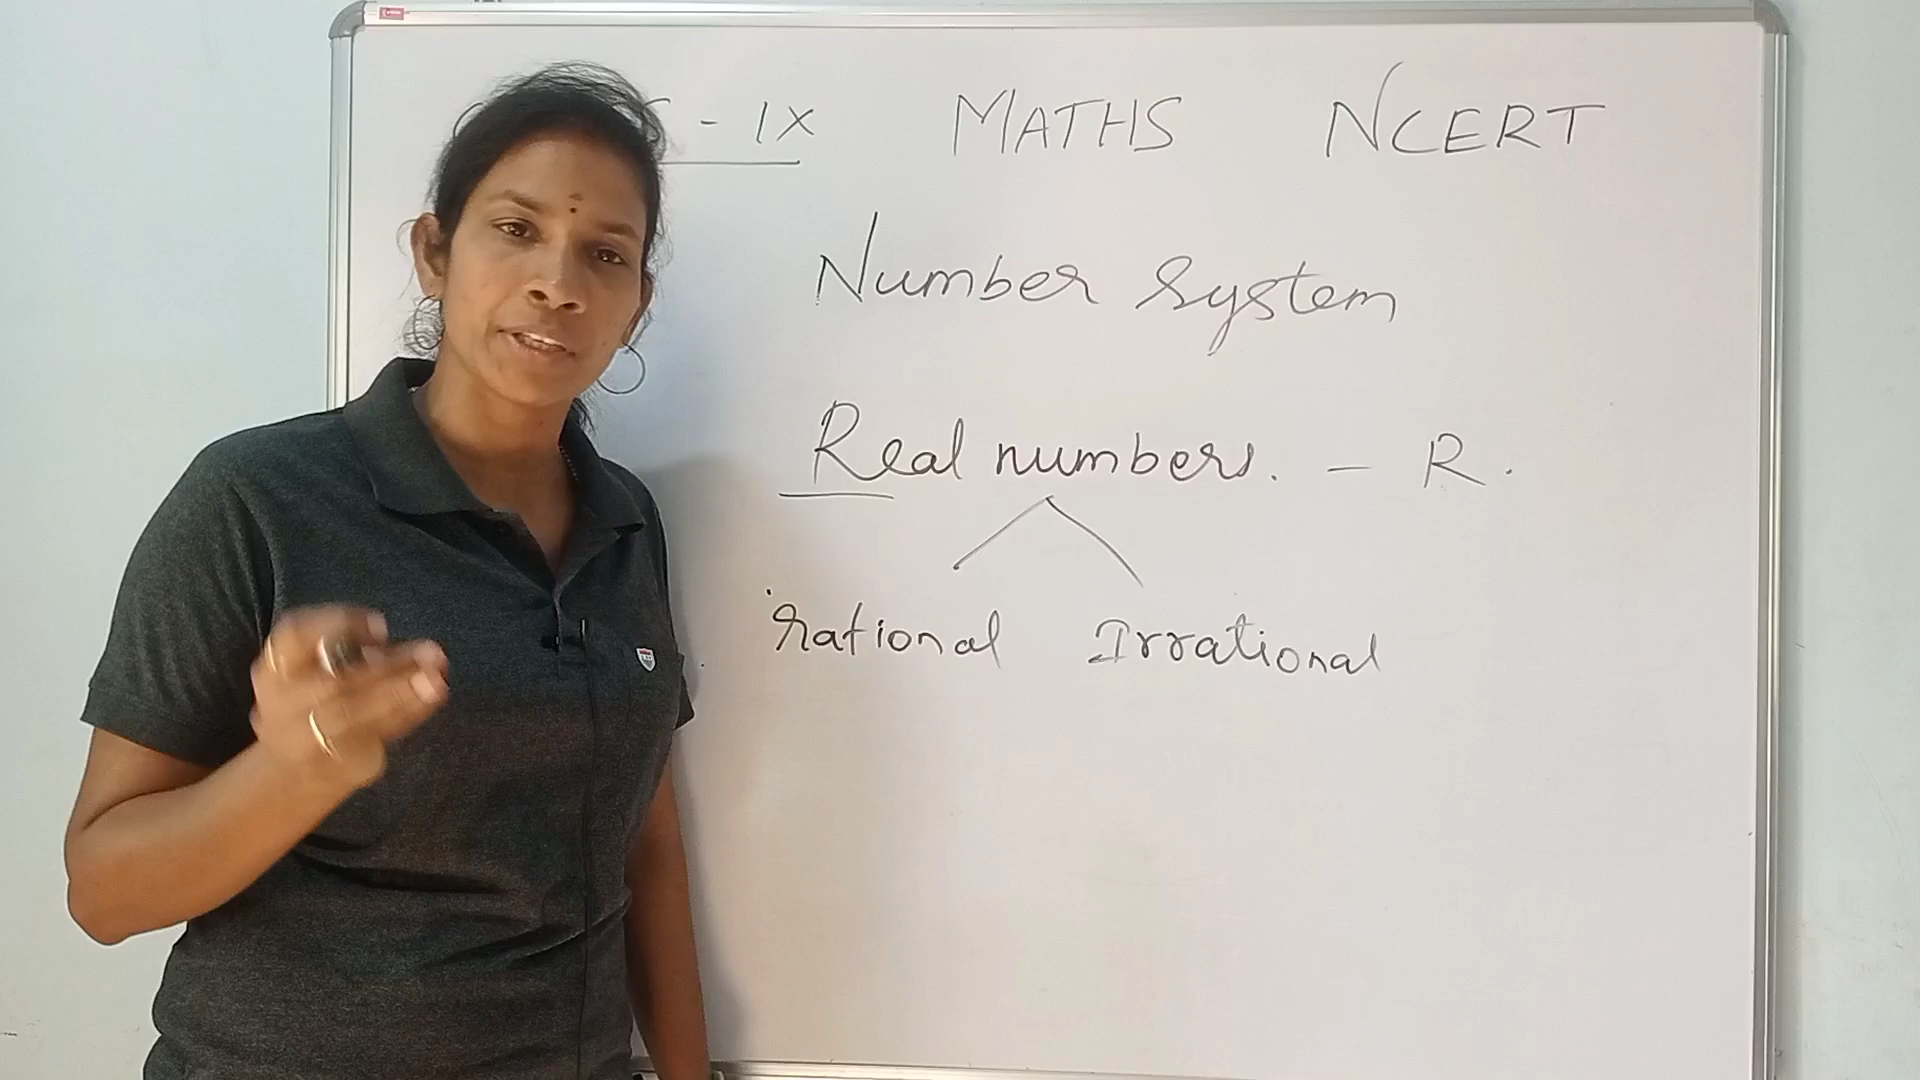 S - IX MATHS NCERT
Number System
Real numbers. - R.
rational Irrational